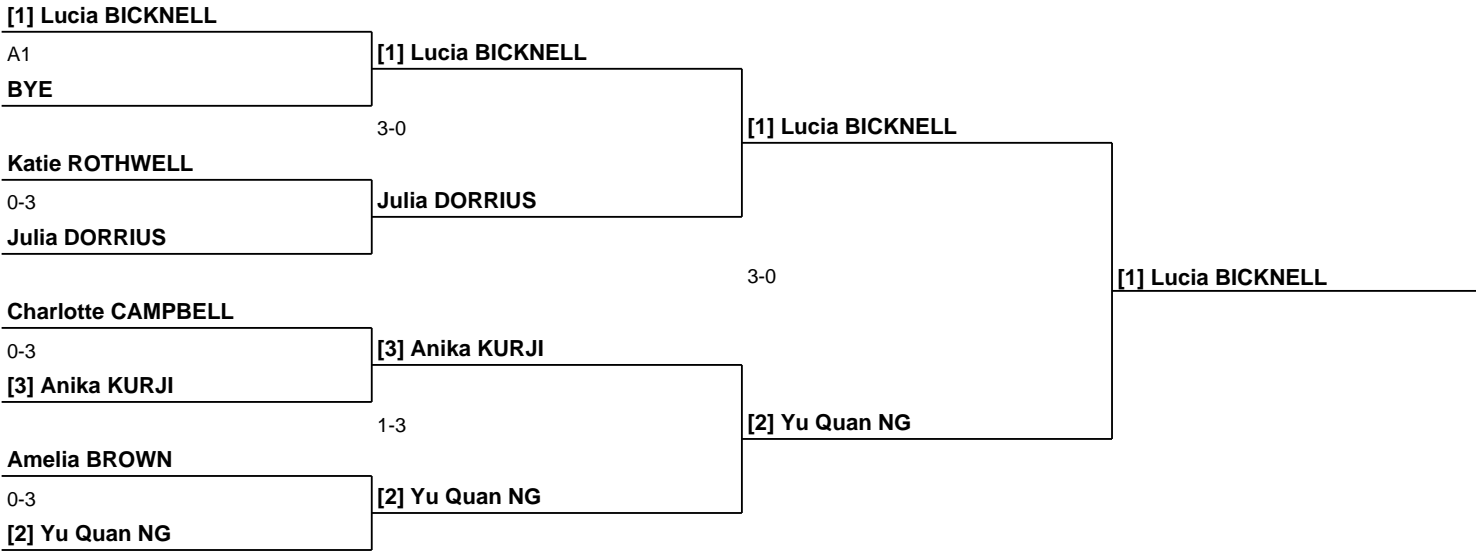 [1] Lucia BICKNELL
A1
[1] Lucia BICKNELL
BYE
3-0
[1] Lucia BICKNELL
Katie ROTHWELL
0-3
Julia DORRIUS
Julia DORRIUS
3-0
[1] Lucia BICKNELL
Charlotte CAMPBELL
0-3
[3] Anika KURJI
[3] Anika KURJI
1-3
[2] Yu Quan NG
Amelia BROWN
0-3
[2] Yu Quan NG
[2] Yu Quan NG